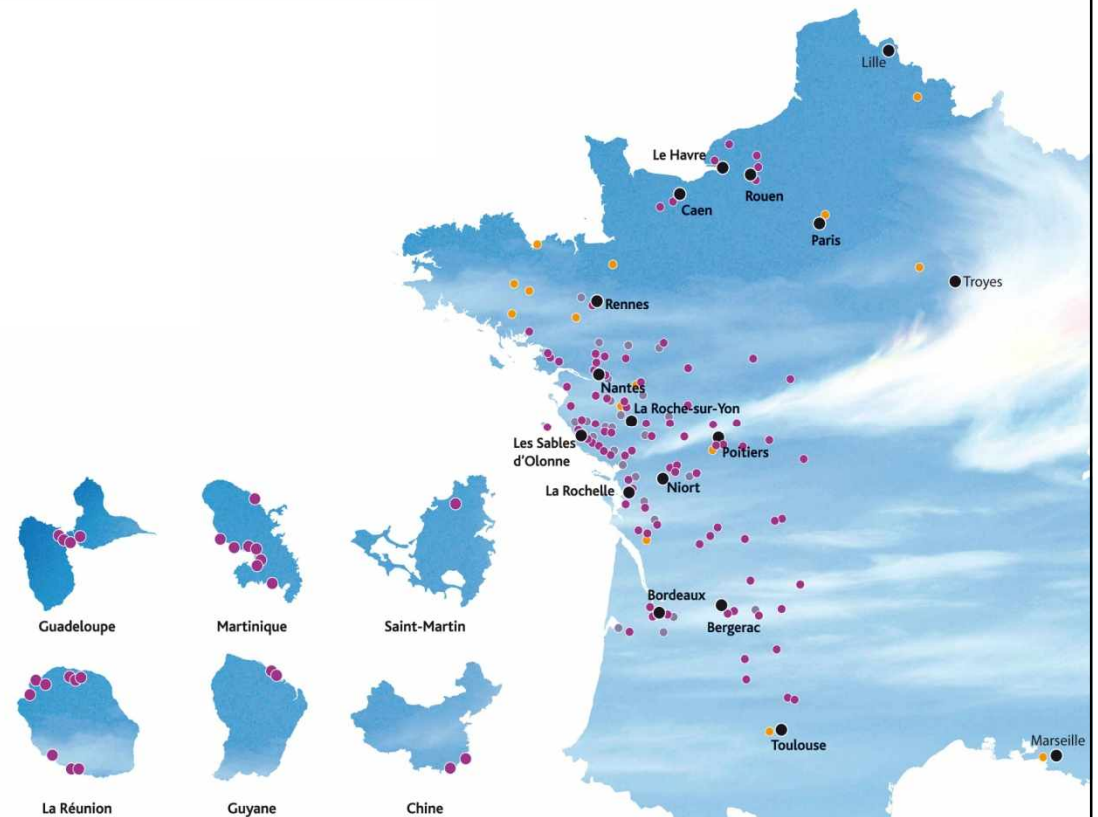 Lille
Le Havre
Rouen
Caen
Paris
Troyes
Rennes
Nantes
La Roche-sur-Yon
Les Sables
d'Olonne
Poitiers
La Rochelle
Niort
Bordeaux
Bergerac
Guadeloupe
Martinique
Saint-Martin
Toulouse
Marseille
La Réunion
Guyane
Chine